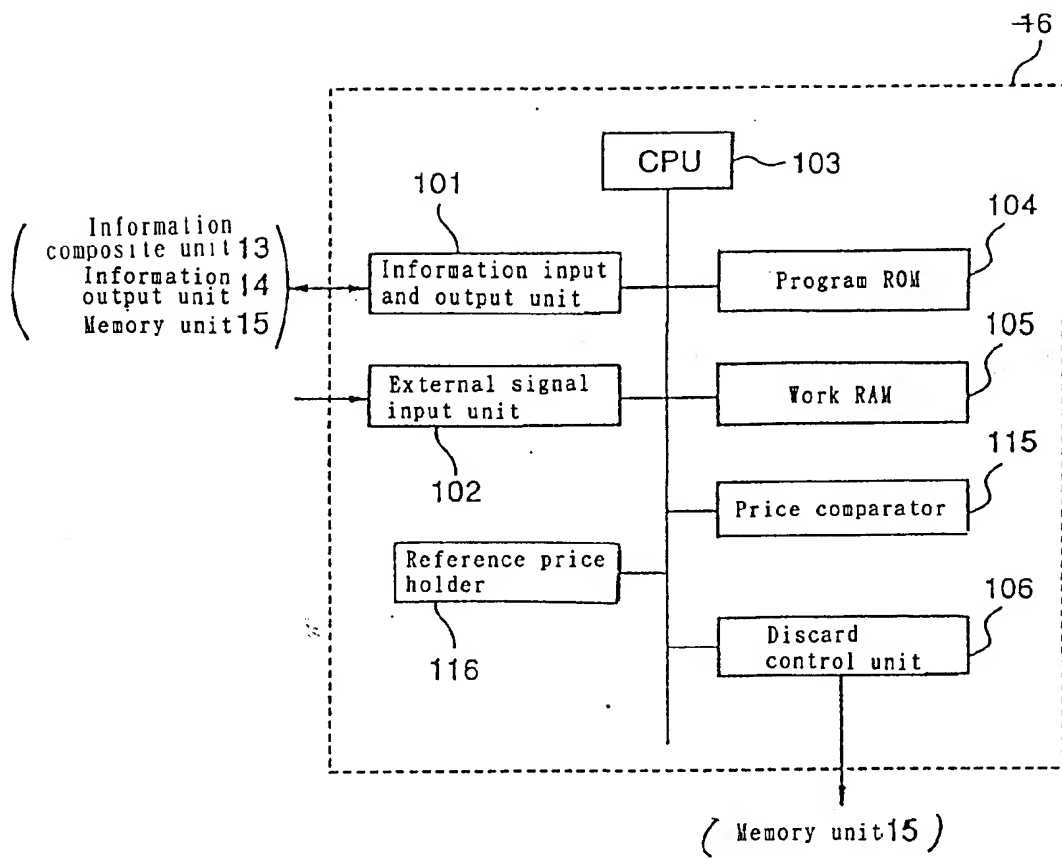 16
CPU
103
101
104
Information
composite unit 13
Information
output unit 14
Memory unit 15
Information input
and output unit
Program ROM
105
External signal
input unit
Work RAM
102
115
Price comparator
Reference price
holder
116
106
Discard
control unit
( Memory unit 15 )